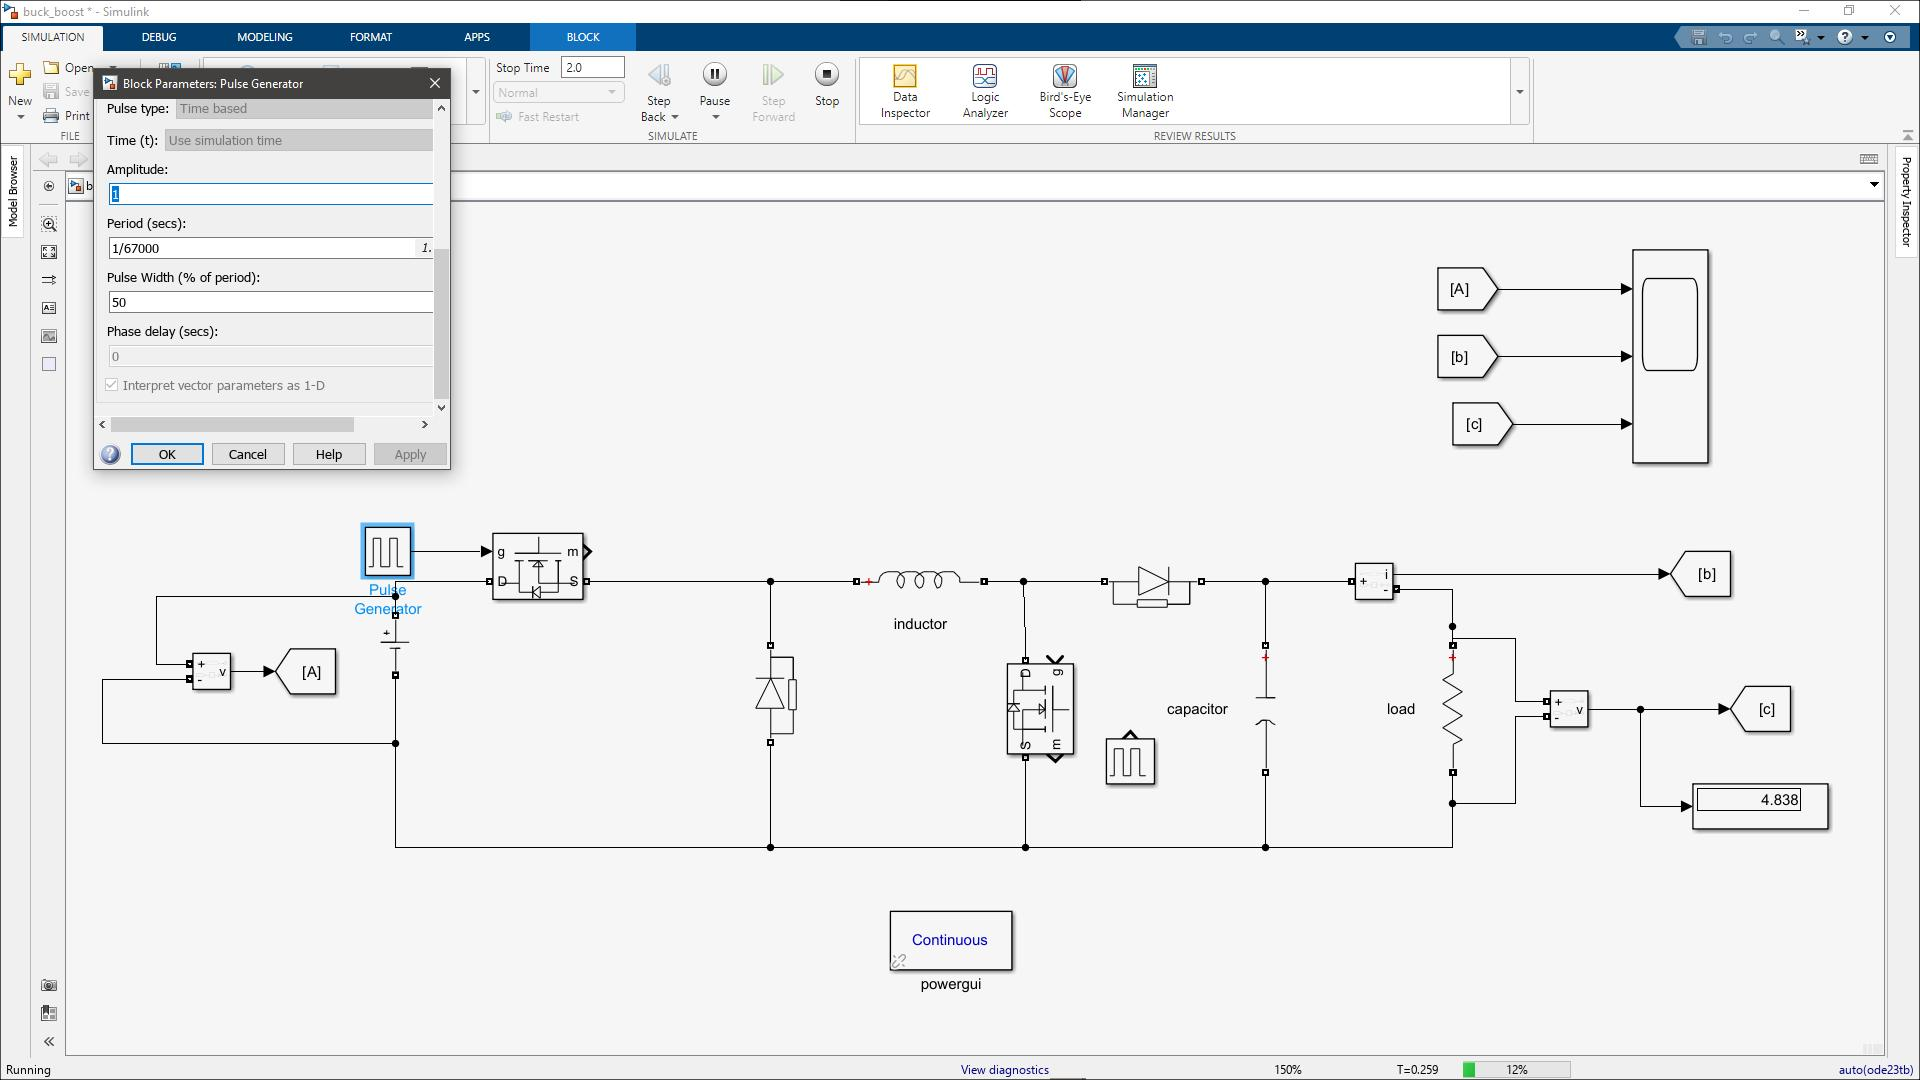 buck_boost * - Simulink
SIMULATION
DEBUG
MODELING
FORMAT
APPS
BLOCK
New
Open
Save
Print
FILE
Stop Time 2.0
Normal
Fast Restart
Step Back
Pause
Step Forward
Stop
SIMULATE
Data Inspector
Logic Analyzer
Bird's-Eye Scope
Simulation Manager
REVIEW RESULTS
Model Browser
Property Inspector
b
Block Parameters: Pulse Generator
Pulse type: Time based
Time (t): Use simulation time
Amplitude:
1
Period (secs):
1/67000 1.
Pulse Width (% of period):
50
Phase delay (secs):
0
Interpret vector parameters as 1-D
OK
Cancel
Help
Apply
[A]
[b]
[c]
Pulse
Generator
g m
D S
+
+ v
-
[A]
+
inductor
D g
S m
capacitor
+
+ i
-
[b]
+
load
+ v
-
[c]
4.838
Continuous
powergui
Running
View diagnostics
150%
T=0.259
12%
auto(ode23tb)